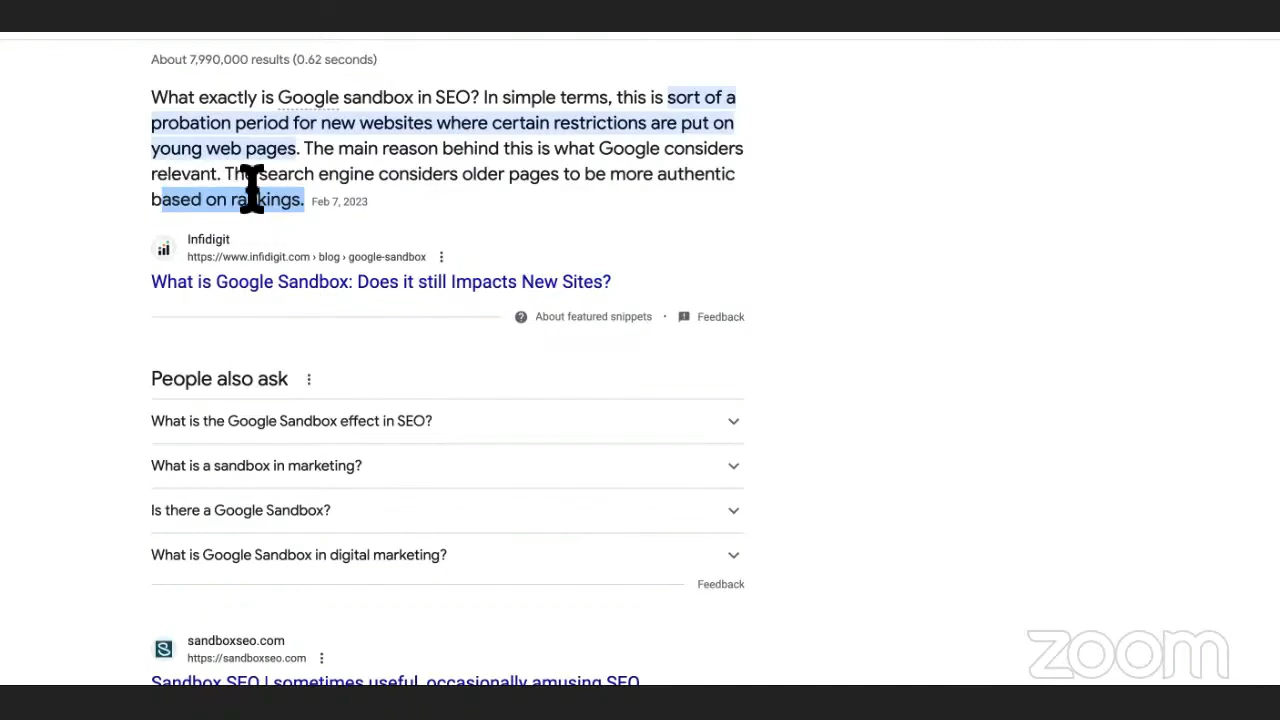 About 7,990,000 results (0.62 seconds)
What exactly is Google sandbox in SEO? In simple terms, this is sort of a
probation period for new websites where certain restrictions are put on
young web pages. The main reason behind this is what Google considers
relevant. The search engine considers older pages to be more authentic
based on rankings. Feb 7, 2023
Infidigit
https://www.infidigit.com › blog › google-sandbox
What is Google Sandbox: Does it still Impacts New Sites?
About featured snippets · Feedback
People also ask
What is the Google Sandbox effect in SEO?
What is a sandbox in marketing?
Is there a Google Sandbox?
What is Google Sandbox in digital marketing?
Feedback
sandboxseo.com
https://sandboxseo.com
Sandbox SEO | sometimes useful, occasionally amusing SEO
zoom